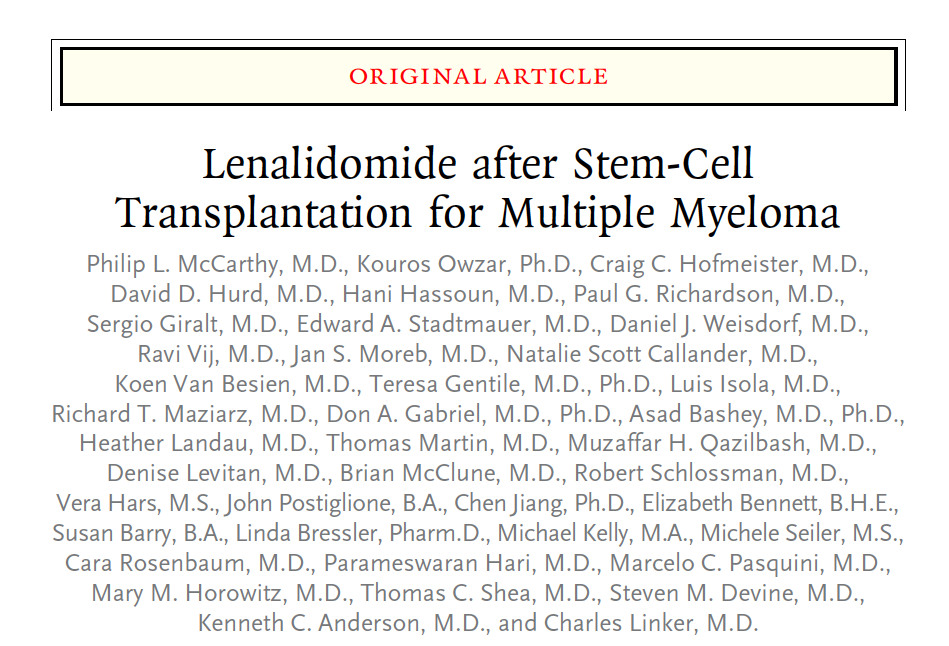 ORIGINAL ARTICLE
Lenalidomide after Stem-Cell
Transplantation for Multiple Myeloma
Philip L. McCarthy, M.D., Kouros Owzar, Ph.D., Craig C. Hofmeister, M.D.,
David D. Hurd, M.D., Hani Hassoun, M.D., Paul G. Richardson, M.D.,
Sergio Giralt, M.D., Edward A. Stadtmauer, M.D., Daniel J. Weisdorf, M.D.,
Ravi Vij, M.D., Jan S. Moreb, M.D., Natalie Scott Callander, M.D.,
Koen Van Besien, M.D., Teresa Gentile, M.D., Ph.D., Luis Isola, M.D.,
Richard T. Maziarz, M.D., Don A. Gabriel, M.D., Ph.D., Asad Bashey, M.D., Ph.D.,
Heather Landau, M.D., Thomas Martin, M.D., Muzaffar H. Qazilbash, M.D.,
Denise Levitan, M.D., Brian McClune, M.D., Robert Schlossman, M.D.,
Vera Hars, M.S., John Postiglione, B.A., Chen Jiang, Ph.D., Elizabeth Bennett, B.H.E.,
Susan Barry, B.A., Linda Bressler, Pharm.D., Michael Kelly, M.A., Michele Seiler, M.S.,
Cara Rosenbaum, M.D., Parameswaran Hari, M.D., Marcelo C. Pasquini, M.D.,
Mary M. Horowitz, M.D., Thomas C. Shea, M.D., Steven M. Devine, M.D.,
Kenneth C. Anderson, M.D., and Charles Linker, M.D.